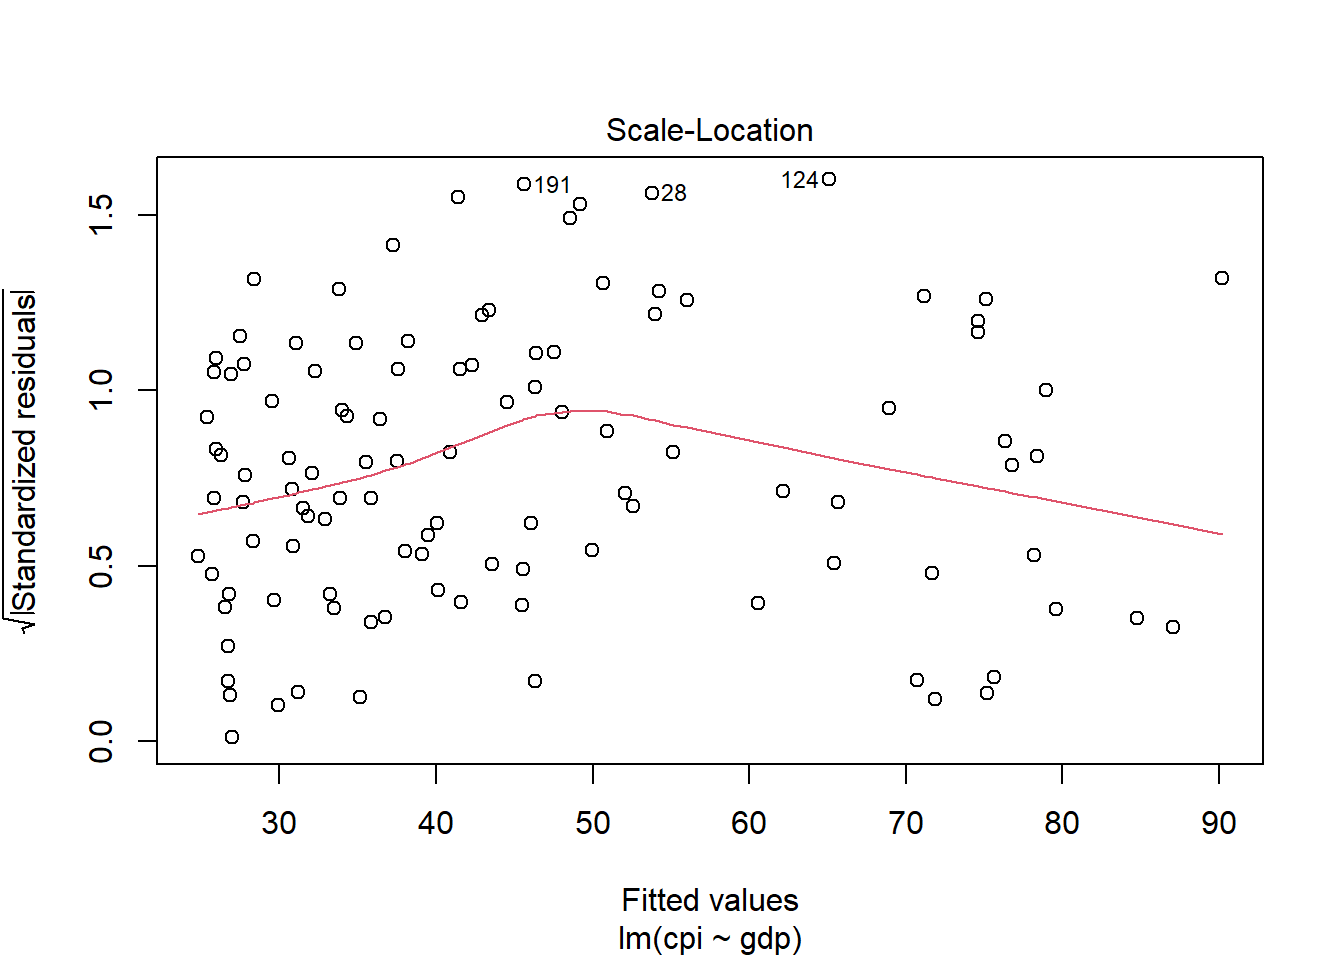 Scale-Location
191
28
124
√|Standardized residuals|
1.5
1.0
0.5
0.0
30 40 50 60 70 80 90
Fitted values
lm(cpi ~ gdp)